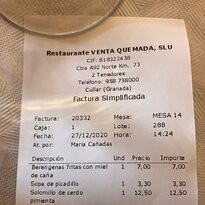 Restaurante VENTA QUEMADA, SLU
CIF: B18322438
Ctra A92 Norte Km, 73
2 Tenedores
Teléfono: 958 738000
Cullar (Granada)
Factura Simplificada
Factura: 20332 Mesa: MESA 14
Caja: 1 Lote: 288
Fecha: 27/12/2020 Hora: 14:24
At. por: María Cañadas
Descripción Und Precio Importe
Berenjenas fritas con miel de caña 1 7,00 7,00
Sopa de picadillo 1 3,30 3,30
Solomillo de cerdo pimienta 1 12,50 12,50